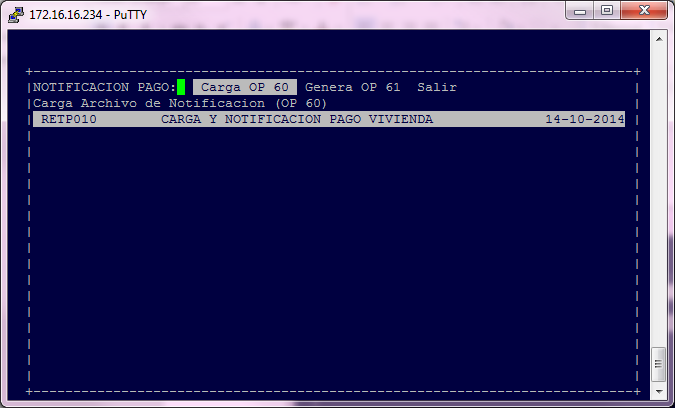 172.16.16.234 - PuTTY
NOTIFICACION PAGO: Carga OP 60 Genera OP 61 Salir
Carga Archivo de Notificacion (OP 60)
RETP010 CARGA Y NOTIFICACION PAGO VIVIENDA 14-10-2014